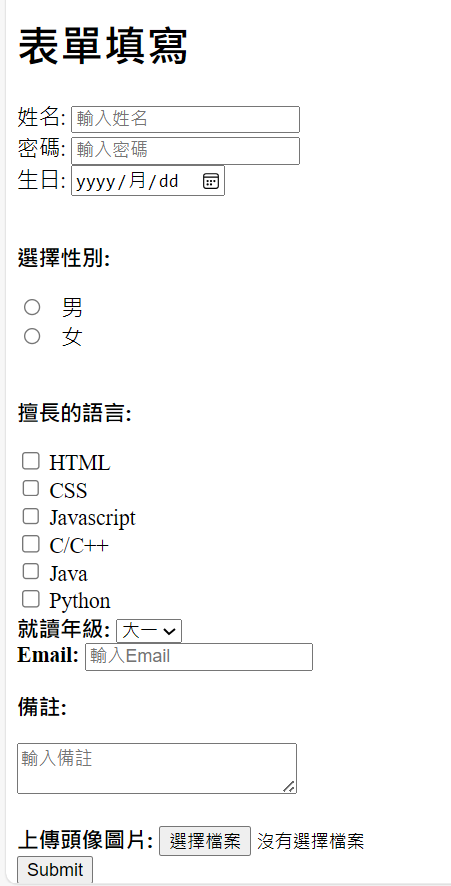 表單填寫
姓名: 輸入姓名
密碼: 輸入密碼
生日: yyyy/月/dd
選擇性別:
男
女
擅長的語言:
HTML
CSS
Javascript
C/C++
Java
Python
就讀年級: 大一
Email: 輸入Email
備註:
輸入備註
上傳頭像圖片: 選擇檔案 沒有選擇檔案
Submit